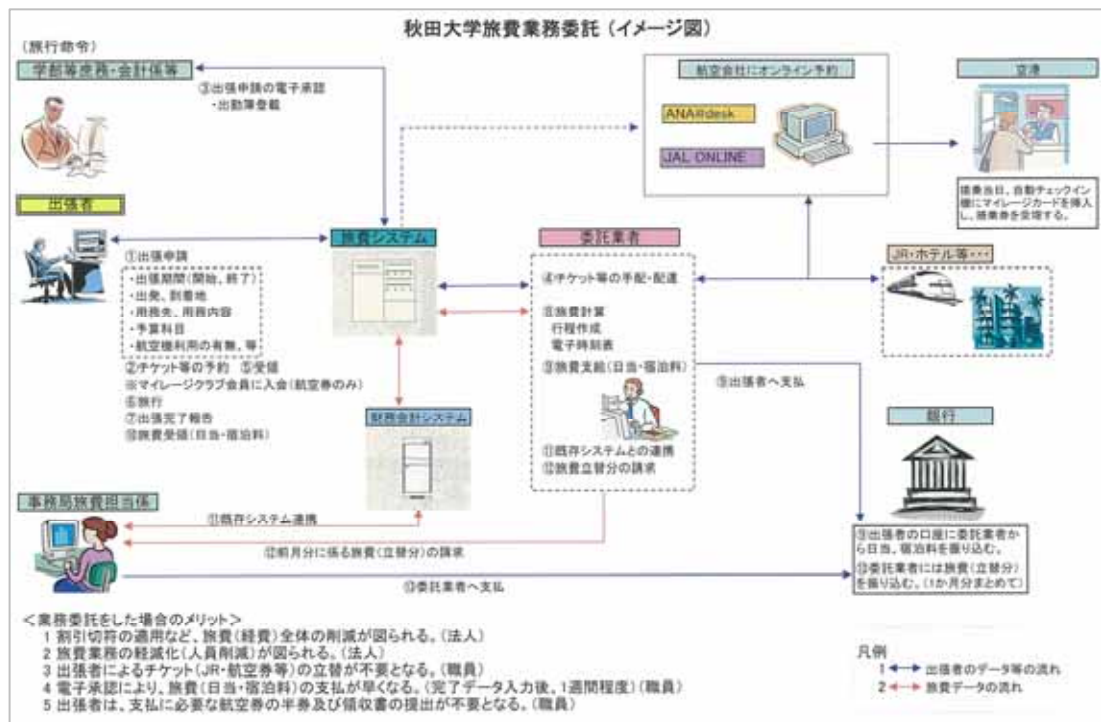 秋田大学旅費業務委託（イメージ図）
（旅行命令）
学部等庶務・会計係等
③出張申請の電子承認
・出勤簿登載
航空会社にオンライン予約
ANA@desk
JAL ONLINE
空港
搭乗当日、自動チェックイン
機にマイレージカードを挿入
し、搭乗券を受理する。
出張者
①出張申請
・出張期間（開始、終了）
・出発、到着地
・用務先、用務内容
・予算科目
・航空機利用の有無、等
②チケット等の予約　⑤受領
※マイレージクラブ会員に入会（航空券のみ）
⑥旅行
⑦出張完了報告
⑩旅費受領（日当・宿泊料）
旅費システム
財務会計システム
委託業者
④チケット等の手配・配達
⑧旅費計算
行程作成
電子時刻表
⑨旅費支給（日当・宿泊料）
⑪既存システムとの連携
⑫旅費立替分の請求
JR・ホテル等・・・
⑨出張者へ支払
銀行
⑨出張者の口座に委託業者か
ら日当、宿泊料を振り込む。
⑬委託業者には旅費（立替分）
を振り込む。（1か月分まとめて）
事務局旅費担当係
⑪既存システム連携
⑫前月分に係る旅費（立替分）の請求
⑬委託業者へ支払
＜業務委託をした場合のメリット＞
1 割引切符の適用など、旅費（経費）全体の削減が図られる。（法人）
2 旅費業務の軽減化（人員削減）が図られる。（法人）
3 出張者によるチケット（JR・航空券等）の立替が不要となる。（職員）
4 電子承認により、旅費（日当・宿泊料）の支払が早くなる。（完了データ入力後、1週間程度）（職員）
5 出張者は、支払に必要な航空券の半券及び領収書の提出が不要となる。（職員）
凡例
1 出張者のデータ等の流れ
2 旅費データの流れ